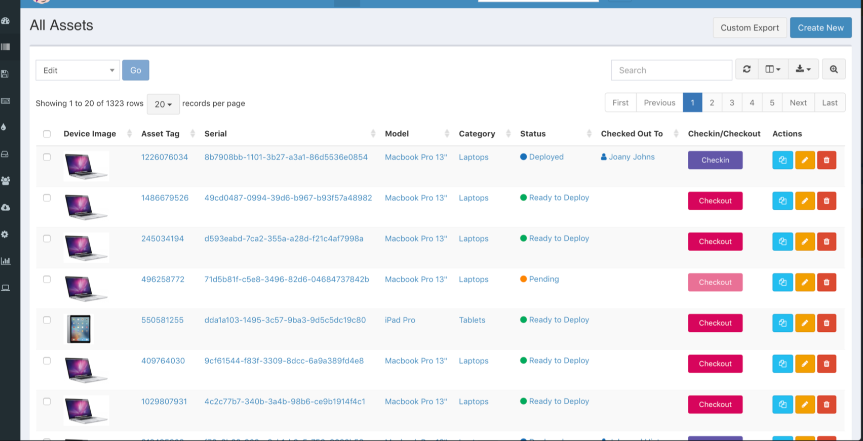 All Assets
Custom Export
Create New
Edit
Go
Search
Showing 1 to 20 of 1323 rows 20 records per page
First Previous 1 2 3 4 5 Next Last
Device Image Asset Tag Serial Model Category Status Checked Out To Checkin/Checkout Actions
1226076034 8b7908bb-1101-3b27-a3a1-86d5536e0854 Macbook Pro 13" Laptops Deployed Joany Johns Checkin
1486679526 49cd0487-0994-39d6-b967-b93f57a48982 Macbook Pro 13" Laptops Ready to Deploy Checkout
245034194 d593eabd-7ca2-355a-a28d-f21c4af7998a Macbook Pro 13" Laptops Ready to Deploy Checkout
496258772 71d5b81f-c5e8-3496-82d6-04684737842b Macbook Pro 13" Laptops Pending Checkout
550581255 dda1a103-1495-3c57-9ba3-9d5c5dc19c80 iPad Pro Tablets Ready to Deploy Checkout
409764030 9cf61544-f83f-3309-8dcc-6a9a389fd4e8 Macbook Pro 13" Laptops Ready to Deploy Checkout
1029807931 4c2c77b7-340b-3a4b-98b6-ce9b1914f4c1 Macbook Pro 13" Laptops Ready to Deploy Checkout